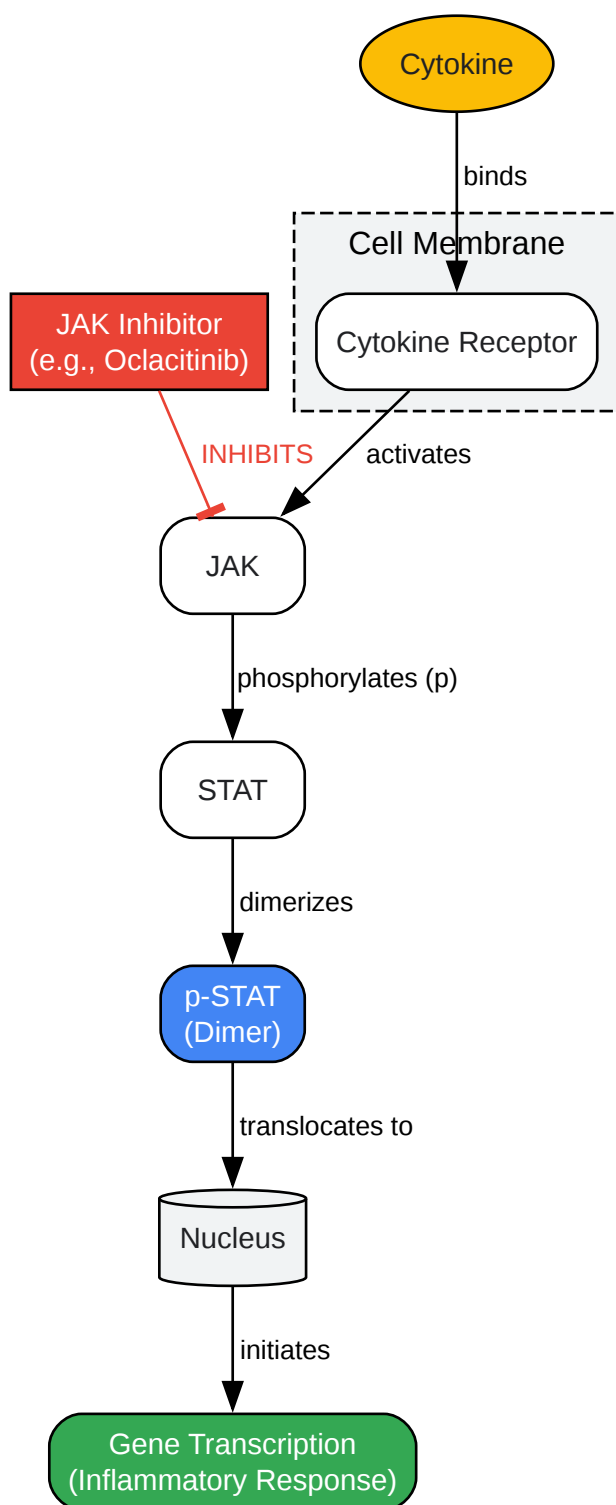 Cytokine
binds
Cell Membrane
JAK Inhibitor
(e.g., Oclacitinib)
Cytokine Receptor
INHIBITS
activates
JAK
phosphorylates (p)
STAT
dimerizes
p-STAT
(Dimer)
translocates to
Nucleus
initiates
Gene Transcription
(Inflammatory Response)